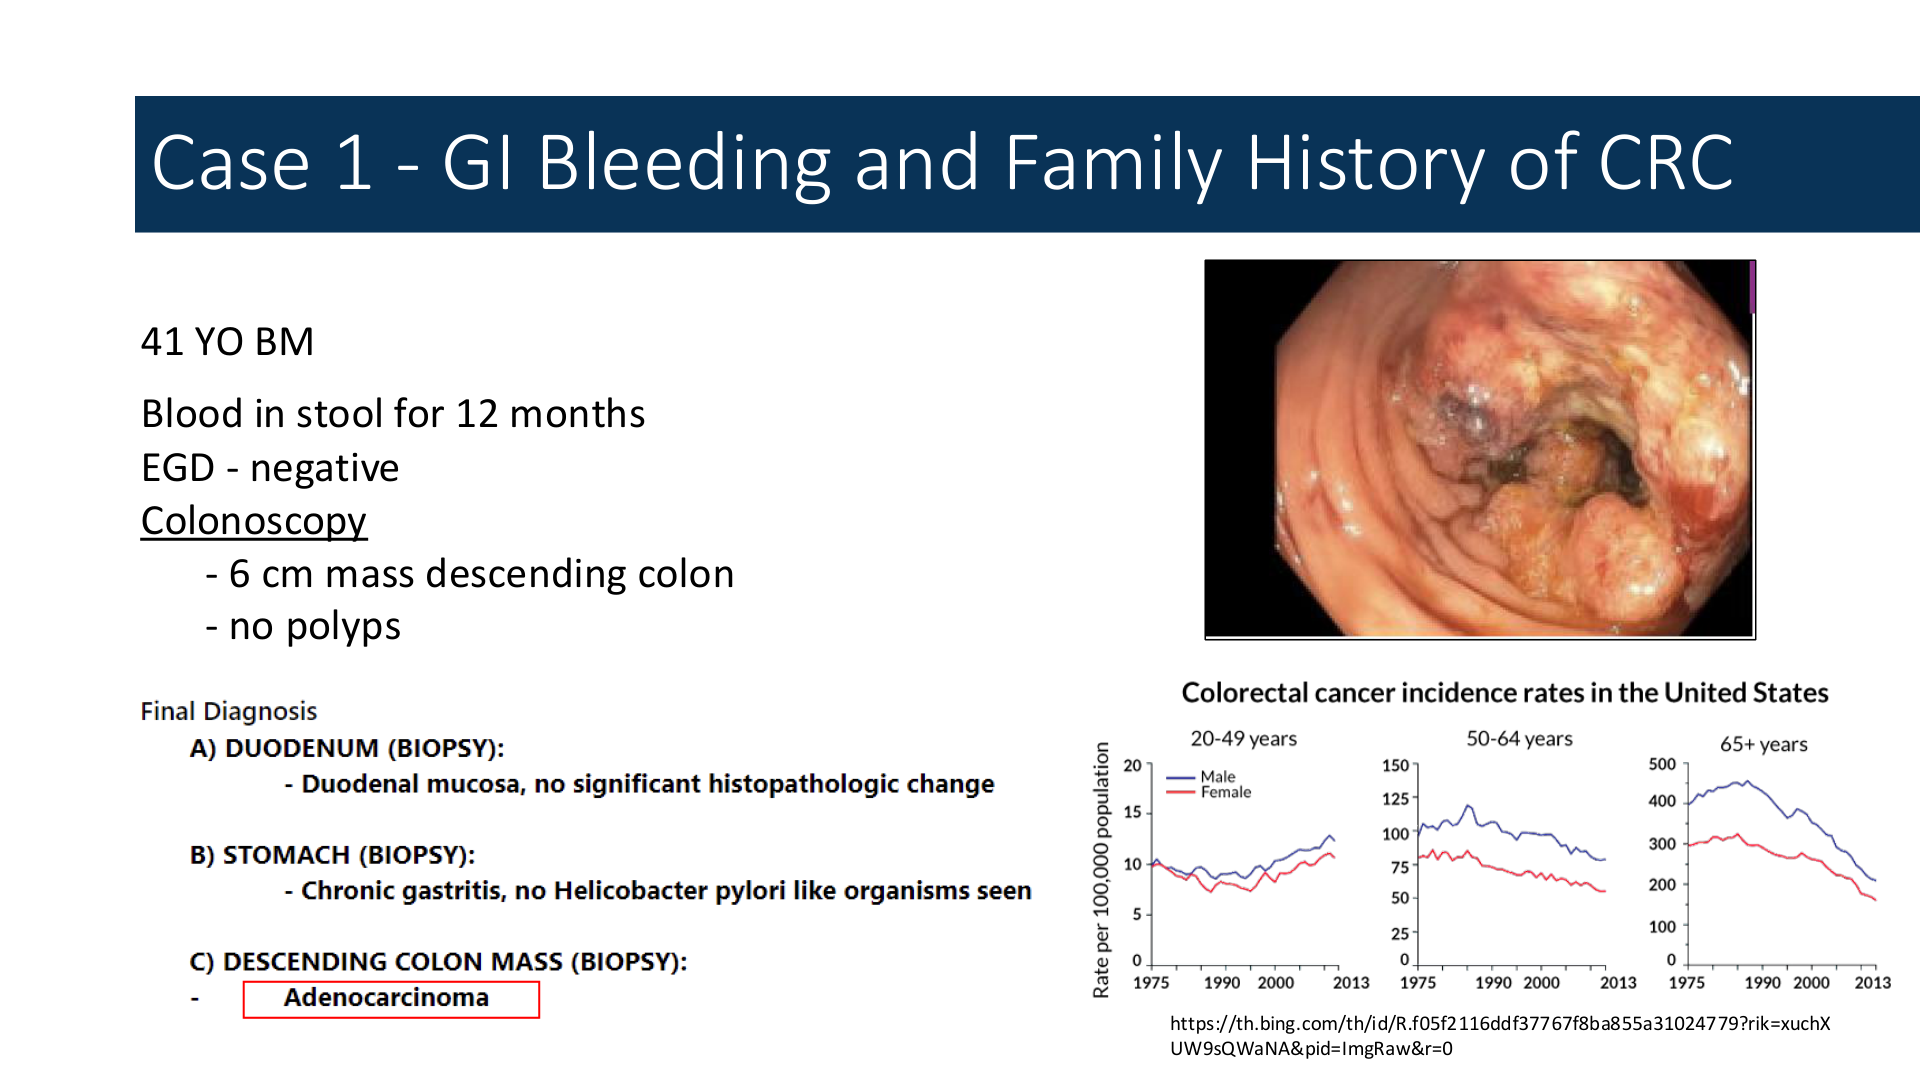 Case 1 - GI Bleeding and Family History of CRC
41 YO BM
Blood in stool for 12 months
EGD - negative
Colonoscopy
- 6 cm mass descending colon
- no polyps
Final Diagnosis
A) DUODENUM (BIOPSY):
- Duodenal mucosa, no significant histopathologic change
B) STOMACH (BIOPSY):
- Chronic gastritis, no Helicobacter pylori like organisms seen
C) DESCENDING COLON MASS (BIOPSY):
- Adenocarcinoma
Colorectal cancer incidence rates in the United States
Rate per 100,000 population
20-49 years
20
15
10
5
0
Male
Female
1975 1990 2000 2013
50-64 years
150
125
100
75
50
25
0
1975 1990 2000 2013
65+ years
500
400
300
200
100
0
1975 1990 2000 2013
https://th.bing.com/th/id/R.f05f2116ddf37767f8ba855a31024779?rik=xuchX
UW9sQWaNA&pid=ImgRaw&r=0